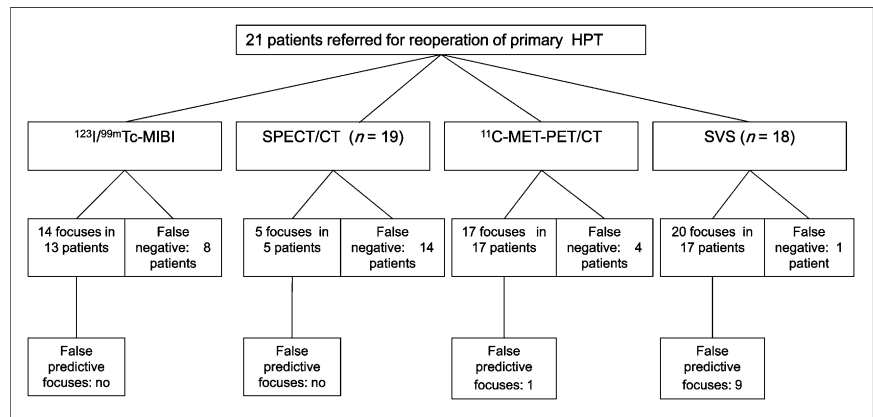 21 patients referred for reoperation of primary HPT
¹²³I/⁹⁹ᵐTc-MIBI
SPECT/CT (n = 19)
¹¹C-MET-PET/CT
SVS (n = 18)
14 focuses in
13 patients
False
negative: 8
patients
5 focuses in
5 patients
False
negative: 14
patients
17 focuses in
17 patients
False
negative: 4
patients
20 focuses in
17 patients
False
negative: 1
patient
False
predictive
focuses: no
False
predictive
focuses: no
False
predictive
focuses: 1
False
predictive
focuses: 9